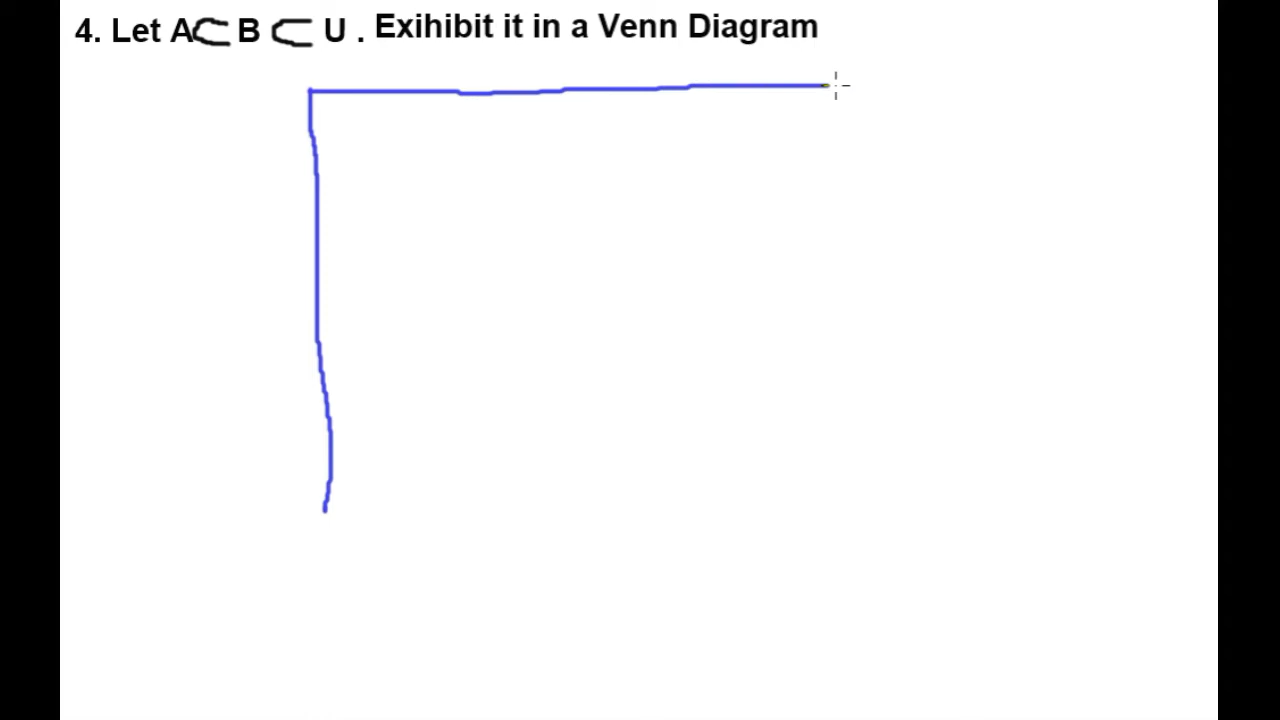 4. Let A⊂ B ⊂ U . Exihibit it in a Venn Diagram